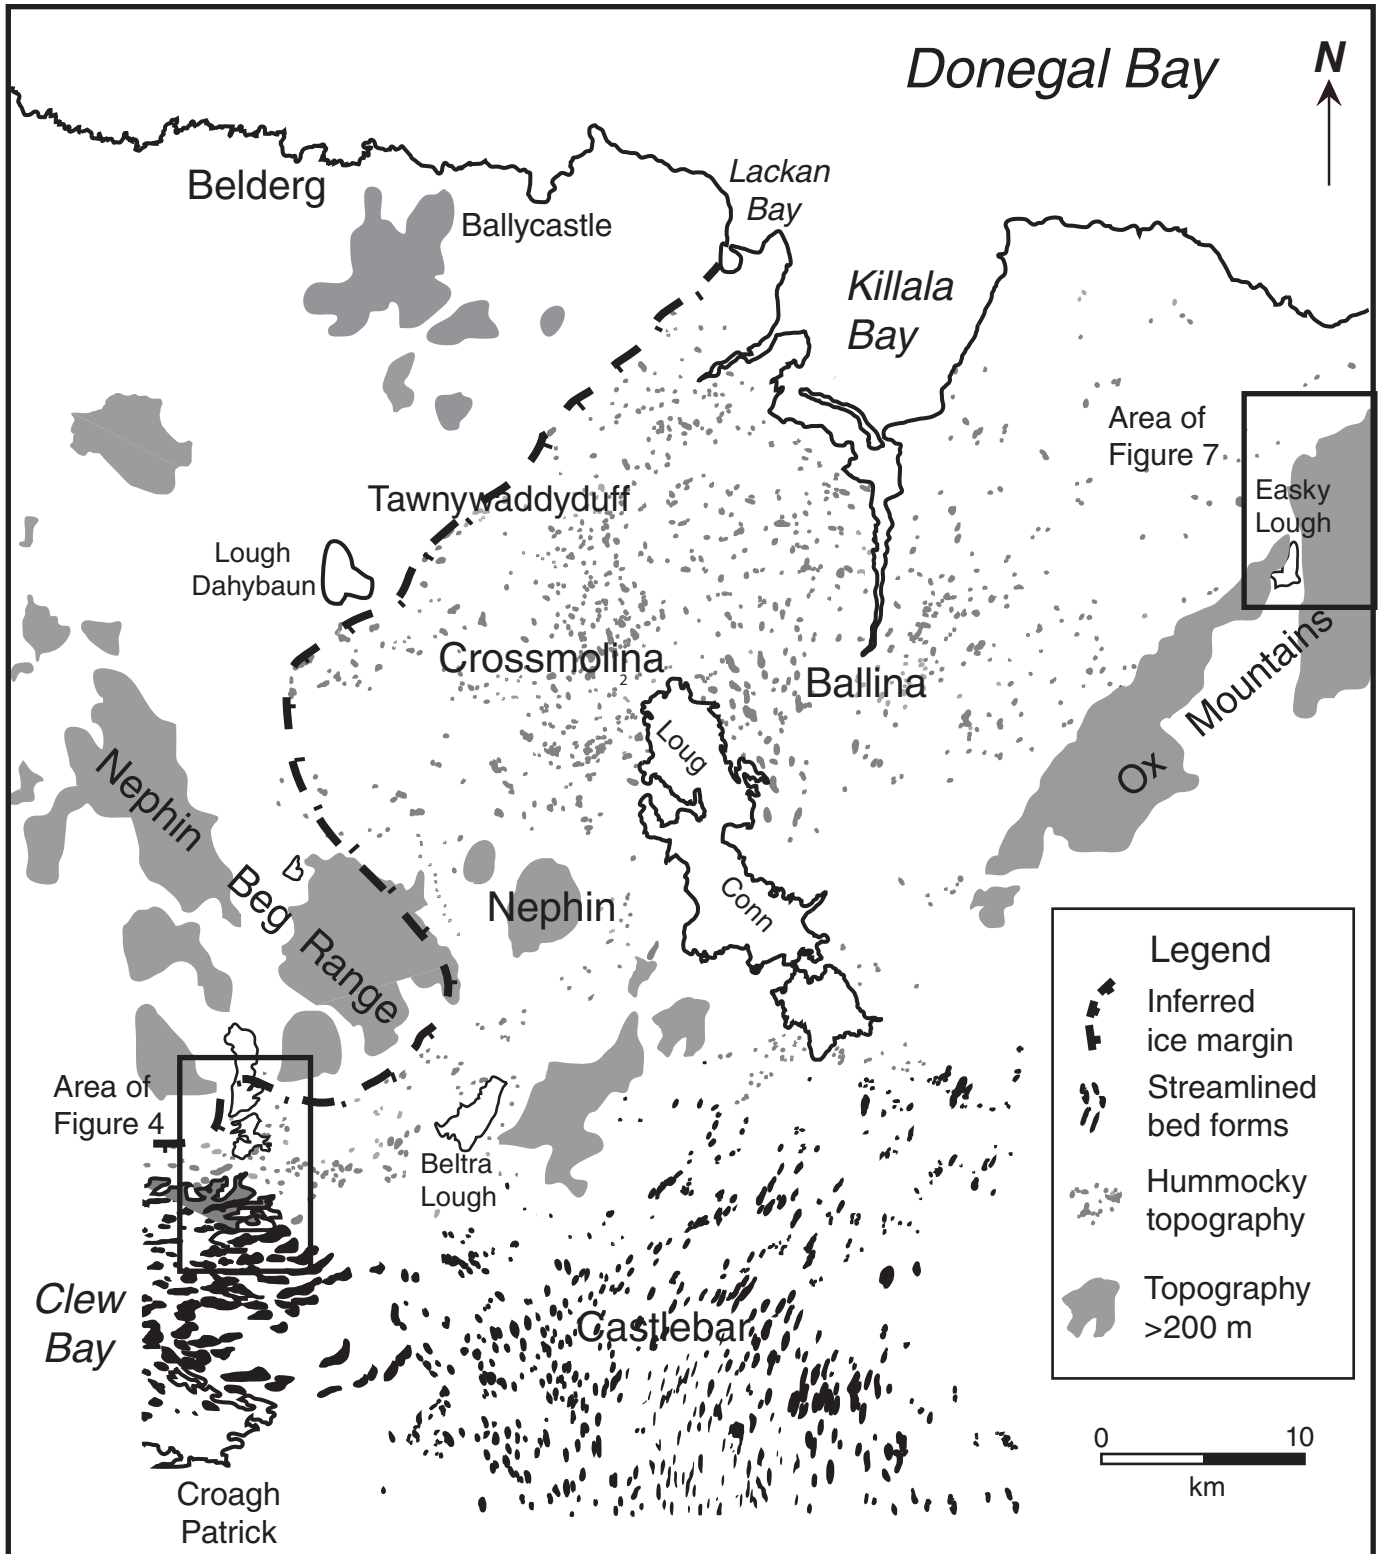 Donegal Bay
N
Lackan
Bay
Belderg
Ballycastle
Killala
Bay
Area of
Figure 7
Easky
Lough
Tawnywaddyduff
Lough
Dahybaun
Crossmolina
2
Ballina
Loug
Conn
Ox
Mountains
Nephin
Beg
Range
Nephin
Area of
Figure 4
Beltra
Lough
Clew
Bay
Castlebar
Croagh
Patrick
Legend
Inferred
ice margin
Streamlined
bed forms
Hummocky
topography
Topography
>200 m
0 10
km